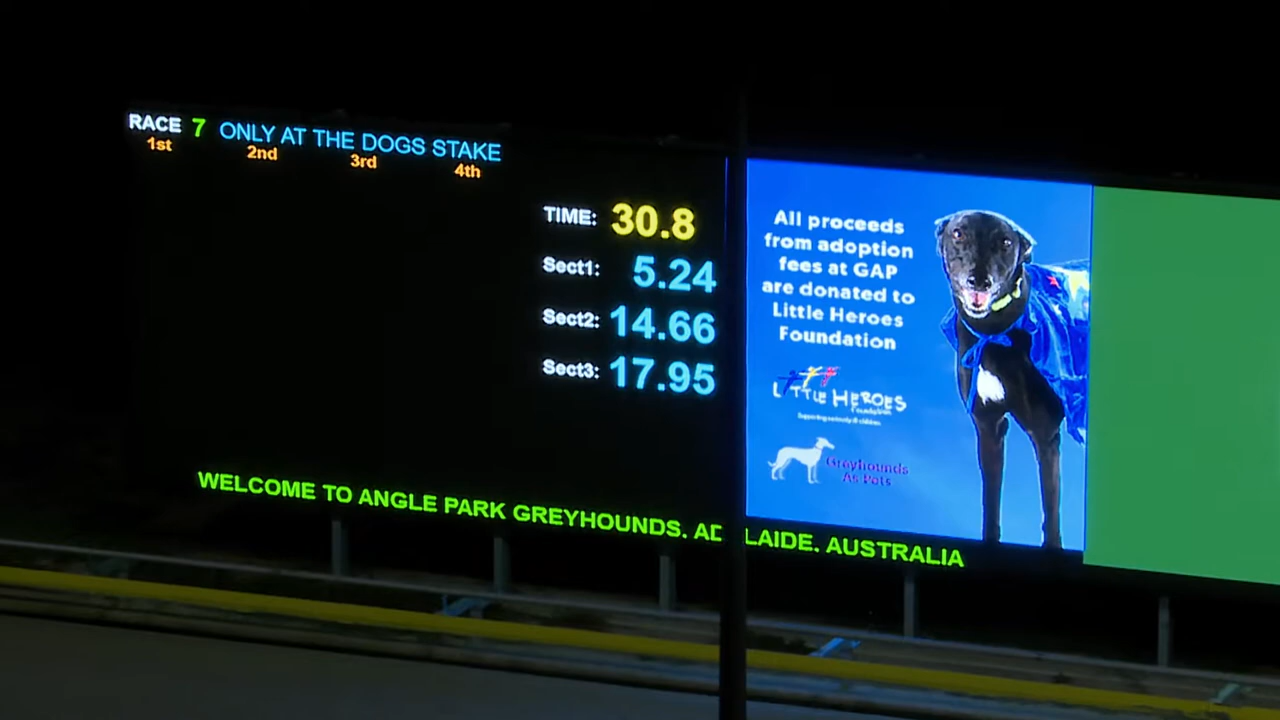 RACE 7 ONLY AT THE DOGS STAKE
1st 2nd 3rd 4th
TIME: 30.8
Sect1: 5.24
Sect2: 14.66
Sect3: 17.95
All proceeds
from adoption
fees at GAP
are donated to
Little Heroes
Foundation
LITTLE HEROES
Foundation
Greyhounds
As Pets
WELCOME TO ANGLE PARK GREYHOUNDS. ADELAIDE. AUSTRALIA